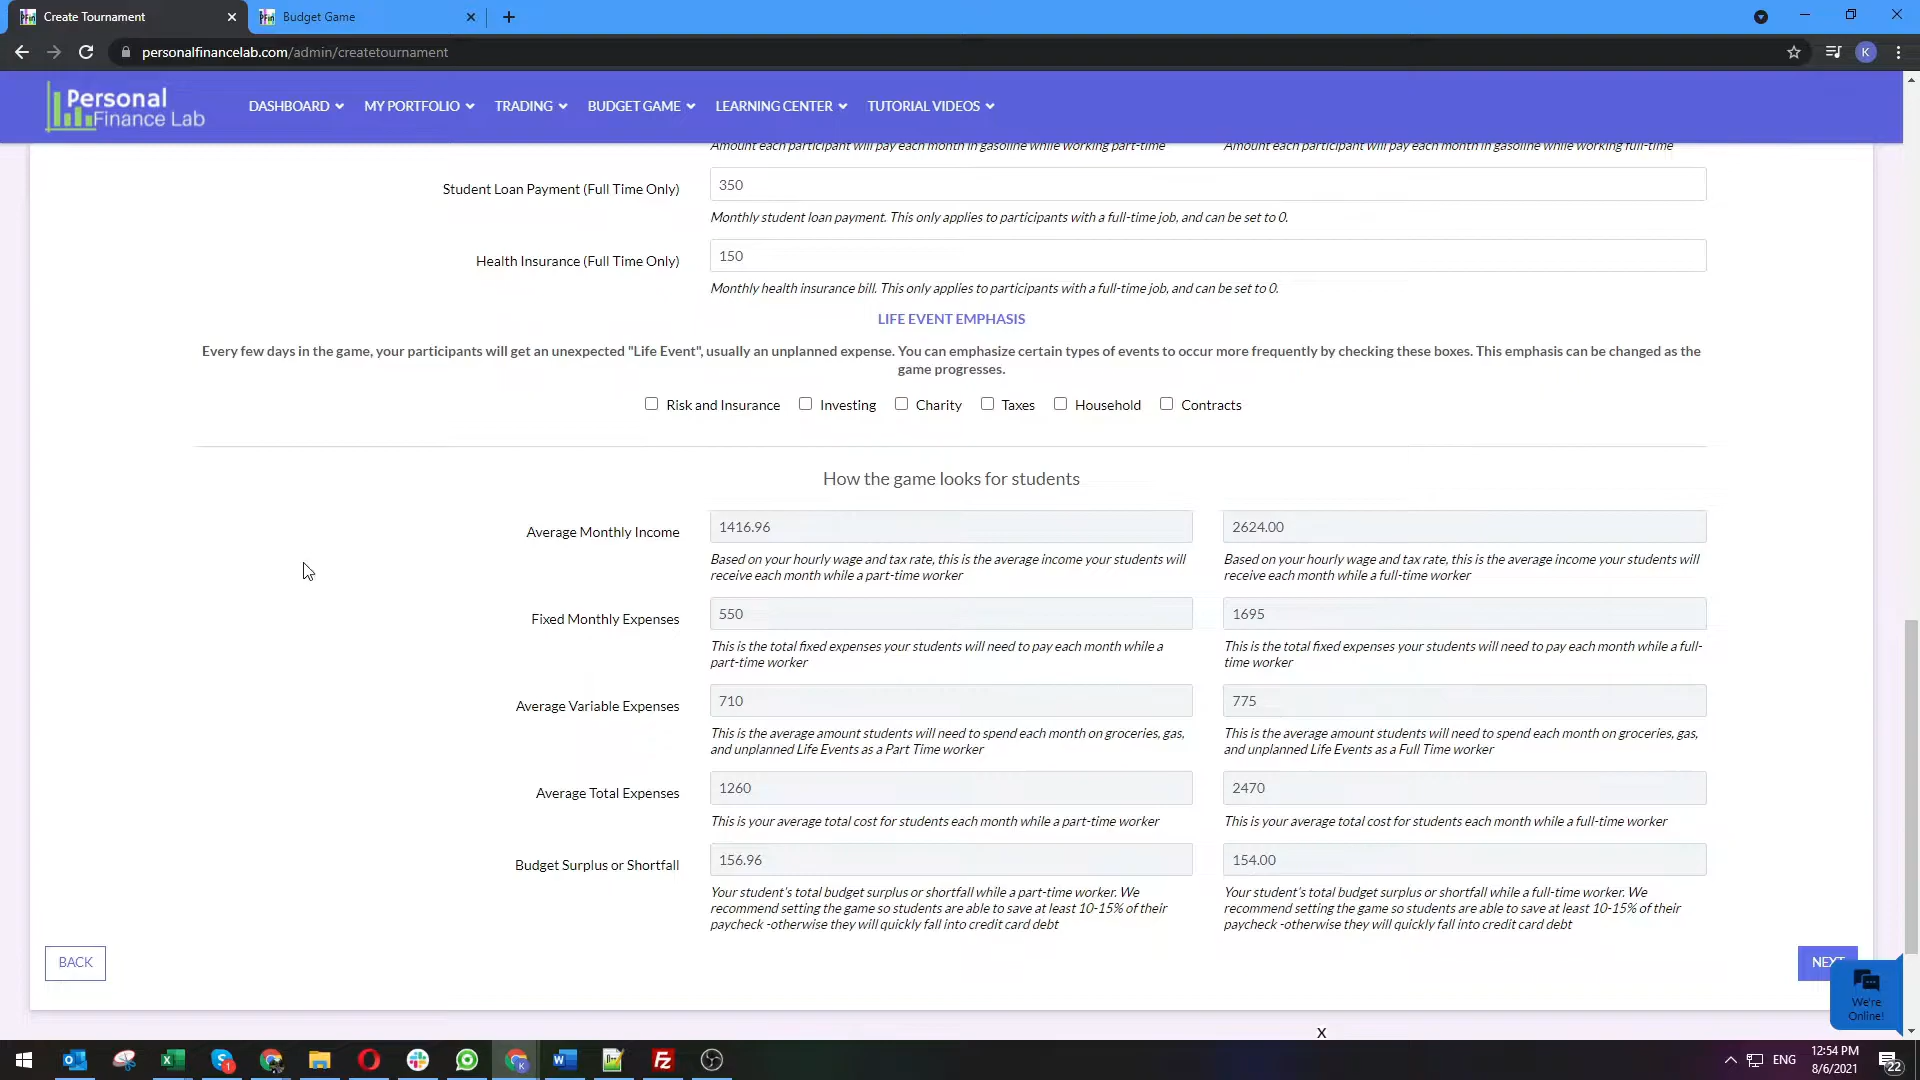 Create Tournament
Budget Game
personalfinancelab.com/admin/createtournament
K
Personal
Finance Lab
DASHBOARD MY PORTFOLIO TRADING BUDGET GAME LEARNING CENTER TUTORIAL VIDEOS
Amount each participant will pay each month in gasoline while working part-time
Amount each participant will pay each month in gasoline while working full-time
Student Loan Payment (Full Time Only) 350
Monthly student loan payment. This only applies to participants with a full-time job, and can be set to 0.
Health Insurance (Full Time Only) 150
Monthly health insurance bill. This only applies to participants with a full-time job, and can be set to 0.
LIFE EVENT EMPHASIS
Every few days in the game, your participants will get an unexpected "Life Event", usually an unplanned expense. You can emphasize certain types of events to occur more frequently by checking these boxes. This emphasis can be changed as the
game progresses.
Risk and Insurance Investing Charity Taxes Household Contracts
How the game looks for students
Average Monthly Income 1416.96 2624.00
Based on your hourly wage and tax rate, this is the average income your students will
receive each month while a part-time worker
Based on your hourly wage and tax rate, this is the average income your students will
receive each month while a full-time worker
Fixed Monthly Expenses 550 1695
This is the total fixed expenses your students will need to pay each month while a
part-time worker
This is the total fixed expenses your students will need to pay each month while a full-
time worker
Average Variable Expenses 710 775
This is the average amount students will need to spend each month on groceries, gas,
and unplanned Life Events as a Part Time worker
This is the average amount students will need to spend each month on groceries, gas,
and unplanned Life Events as a Full Time worker
Average Total Expenses 1260 2470
This is your average total cost for students each month while a part-time worker
This is your average total cost for students each month while a full-time worker
Budget Surplus or Shortfall 156.96 154.00
Your student's total budget surplus or shortfall while a part-time worker. We
recommend setting the game so students are able to save at least 10-15% of their
paycheck -otherwise they will quickly fall into credit card debt
Your student's total budget surplus or shortfall while a full-time worker. We
recommend setting the game so students are able to save at least 10-15% of their
paycheck -otherwise they will quickly fall into credit card debt
BACK
NEXT
We're
Online!
x
ENG
12:54 PM
8/6/2021
22